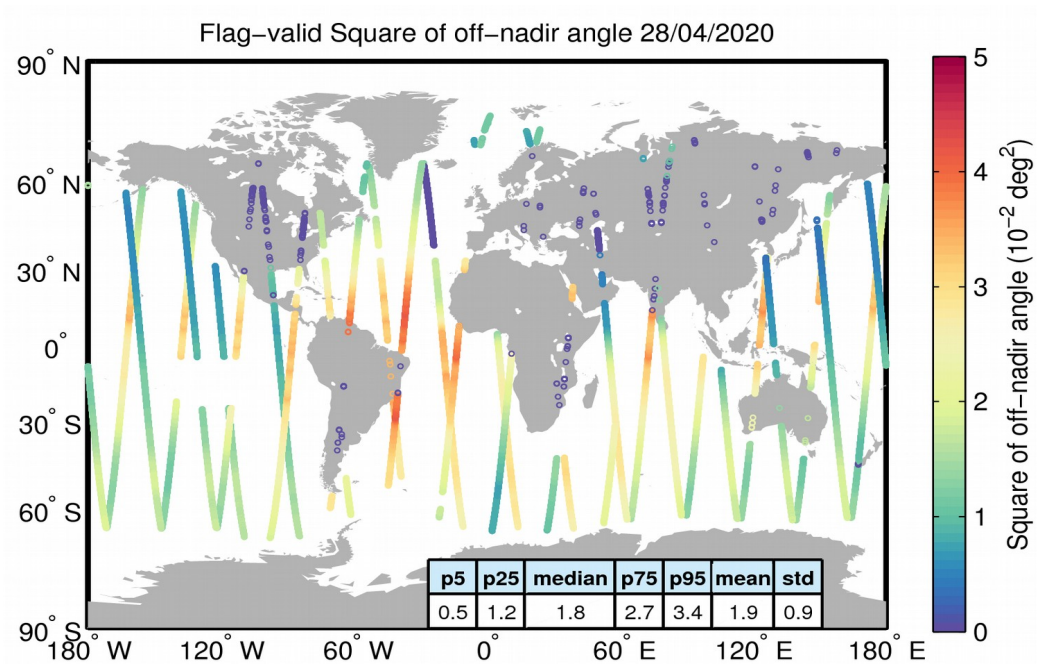 Flag−valid Square of off−nadir angle 28/04/2020
90° N
60° N
30° N
0°
30° S
60° S
90° S
180° W
120° W
60° W
0°
60° E
120° E
180° E
p5 p25 median p75 p95 mean std
0.5 1.2 1.8 2.7 3.4 1.9 0.9
5
4
3
2
1
0
Square of off−nadir angle (10⁻² deg²)